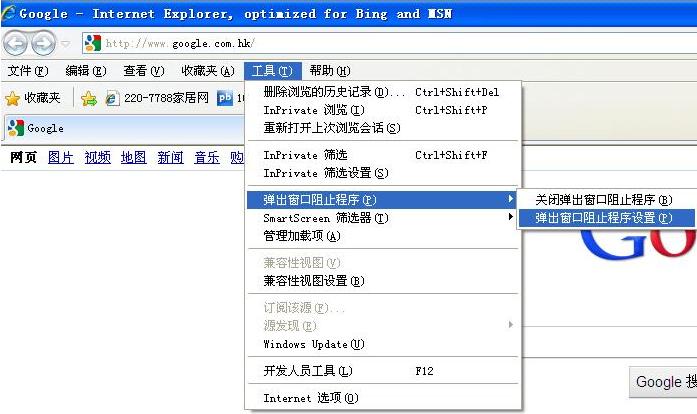 Google - Internet Explorer, optimized for Bing and MSN
http://www.google.com.hk/
文件(F) 编辑(E) 查看(V) 收藏夹(A) 工具(T) 帮助(H)
收藏夹 220-7788家居网
Google
网页 图片 视频 地图 新闻 音乐 购
删除浏览的历史记录(D)... Ctrl+Shift+Del
InPrivate 浏览(I) Ctrl+Shift+P
重新打开上次浏览会话(S)
InPrivate 筛选 Ctrl+Shift+F
InPrivate 筛选设置(S)
弹出窗口阻止程序(P)
关闭弹出窗口阻止程序(B)
SmartScreen 筛选器(T)
弹出窗口阻止程序设置(P)
管理加载项(A)
兼容性视图(V)
兼容性视图设置(B)
订阅该源(F)...
源发现(E)
Windows Update(U)
开发人员工具(L) F12
Internet 选项(O)
Go
Google 搜